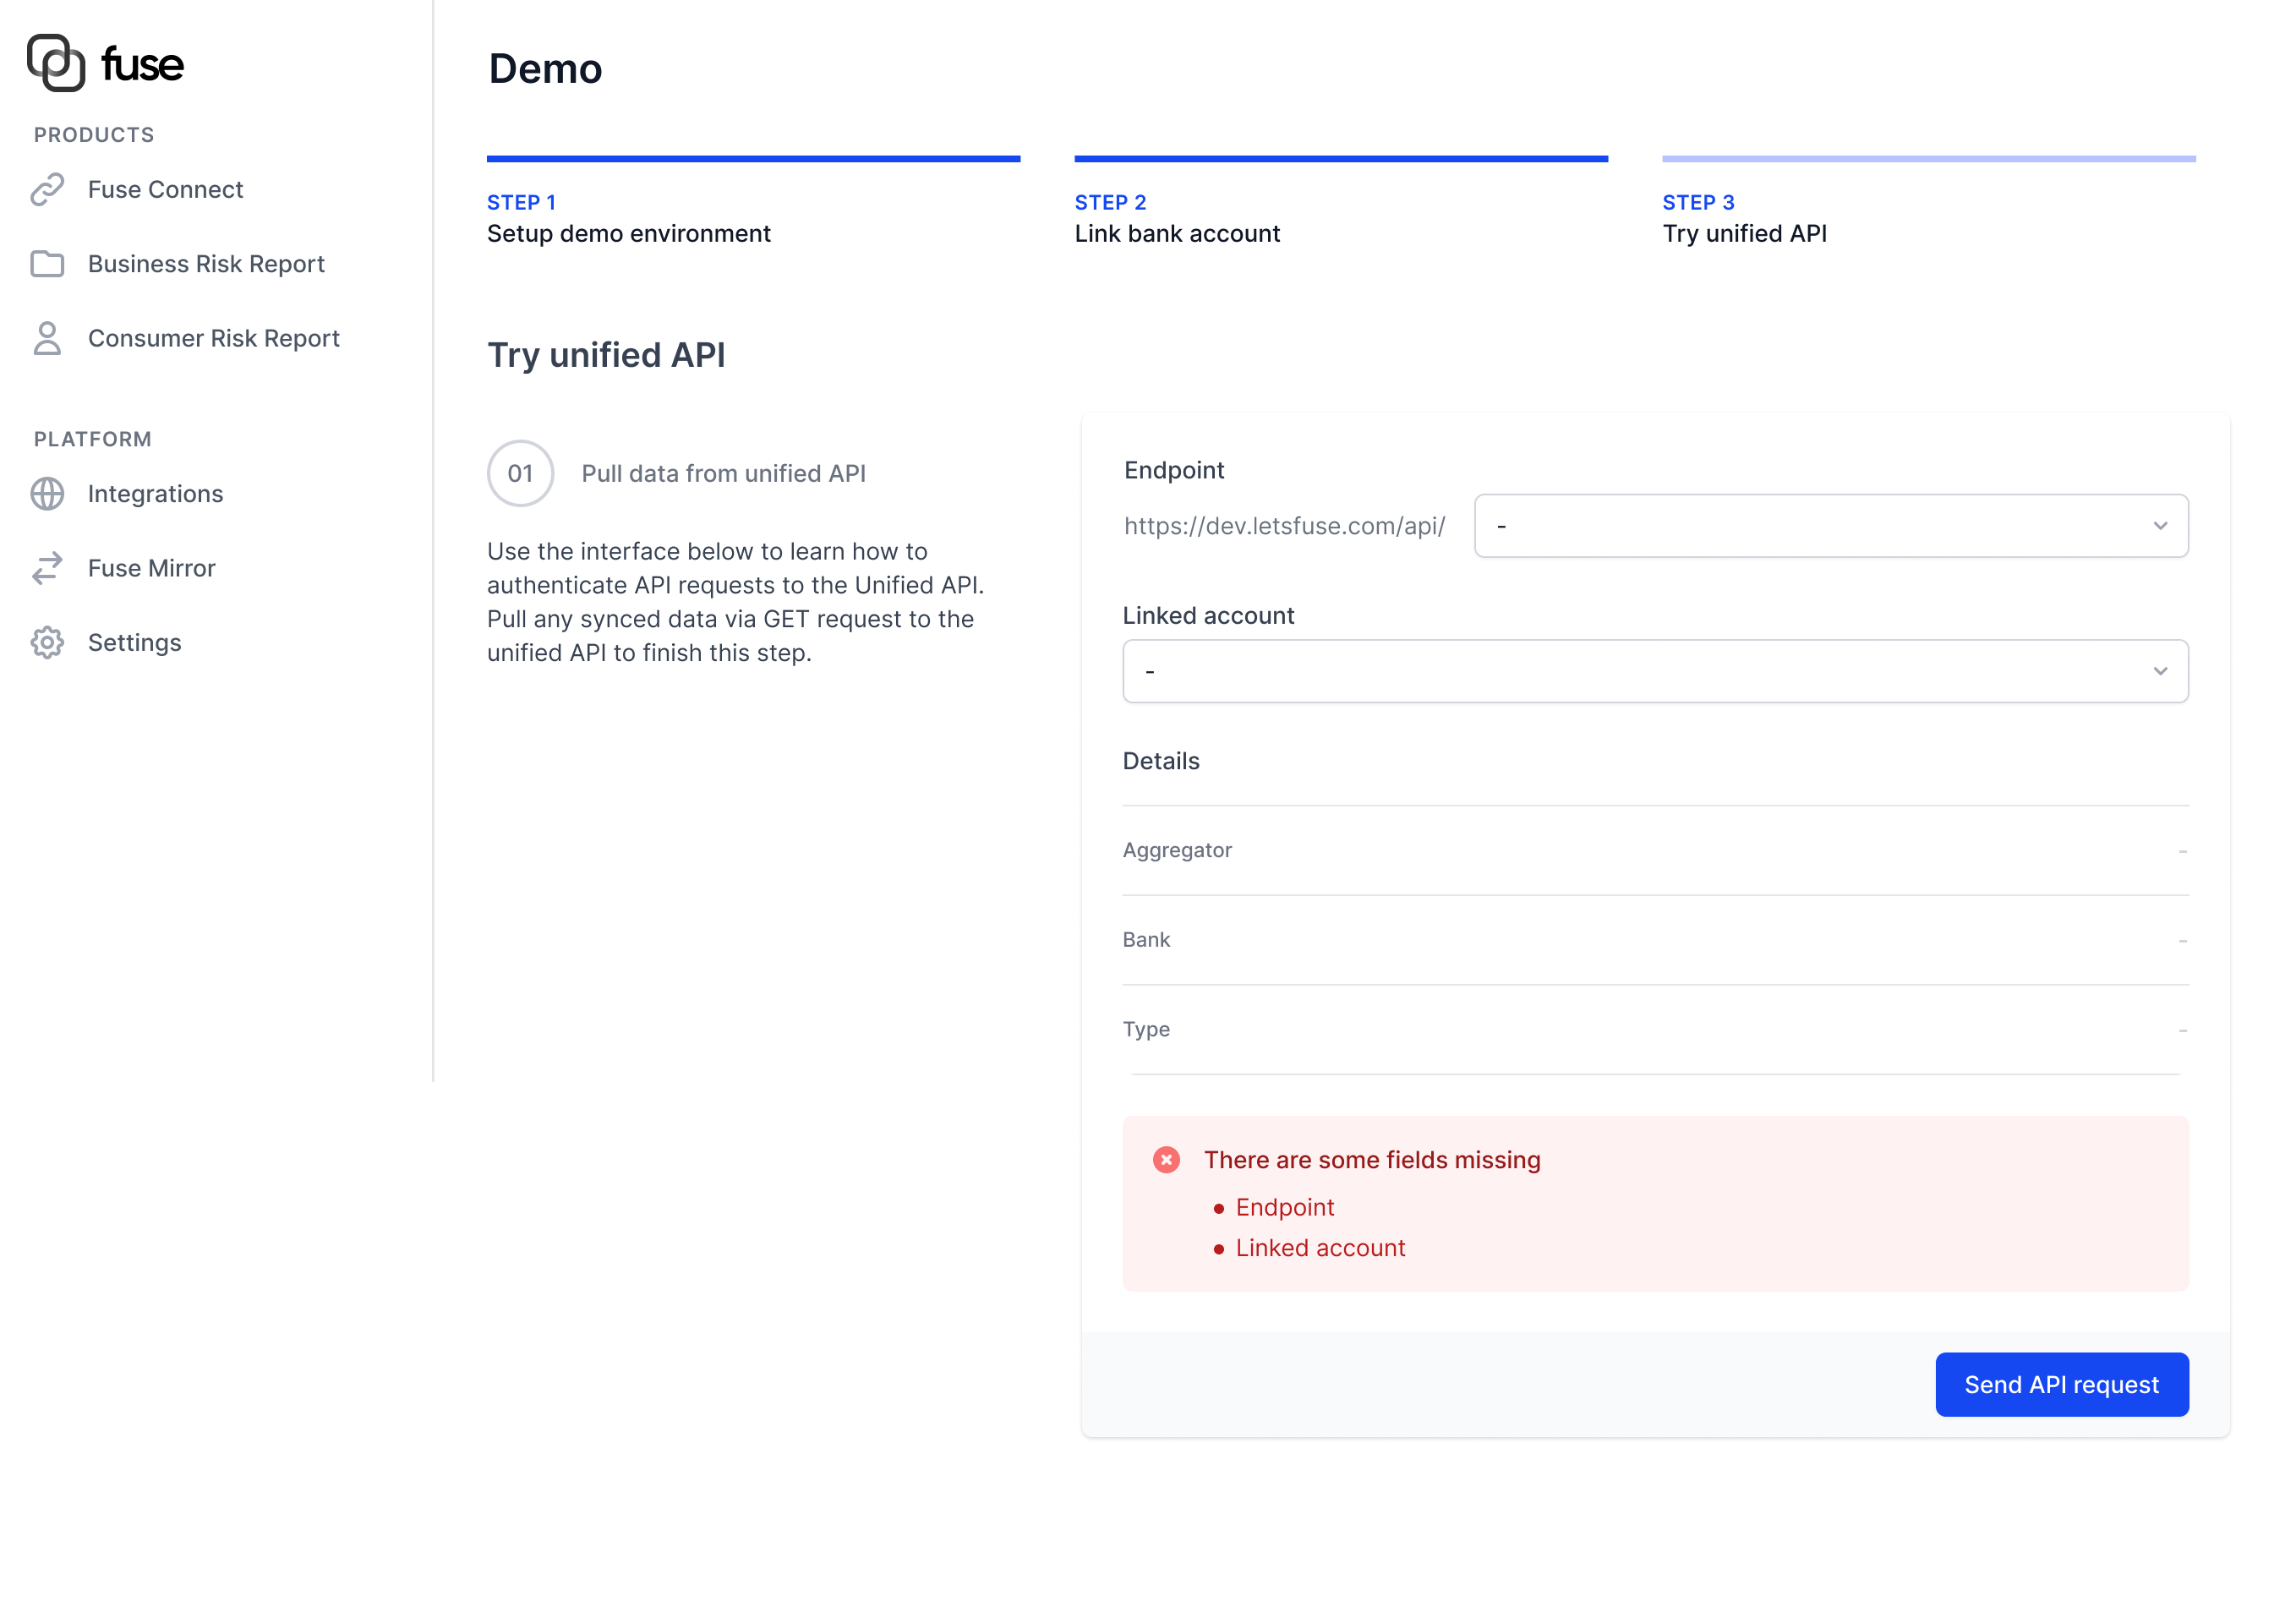 fuse
PRODUCTS
Fuse Connect
Business Risk Report
Consumer Risk Report
PLATFORM
Integrations
Fuse Mirror
Settings
Demo
STEP 1
Setup demo environment
STEP 2
Link bank account
STEP 3
Try unified API
Try unified API
01
Pull data from unified API
Use the interface below to learn how to
authenticate API requests to the Unified API.
Pull any synced data via GET request to the
unified API to finish this step.
Endpoint
https://dev.letsfuse.com/api/
-
Linked account
-
Details
Aggregator -
Bank -
Type -
There are some fields missing
• Endpoint
• Linked account
Send API request